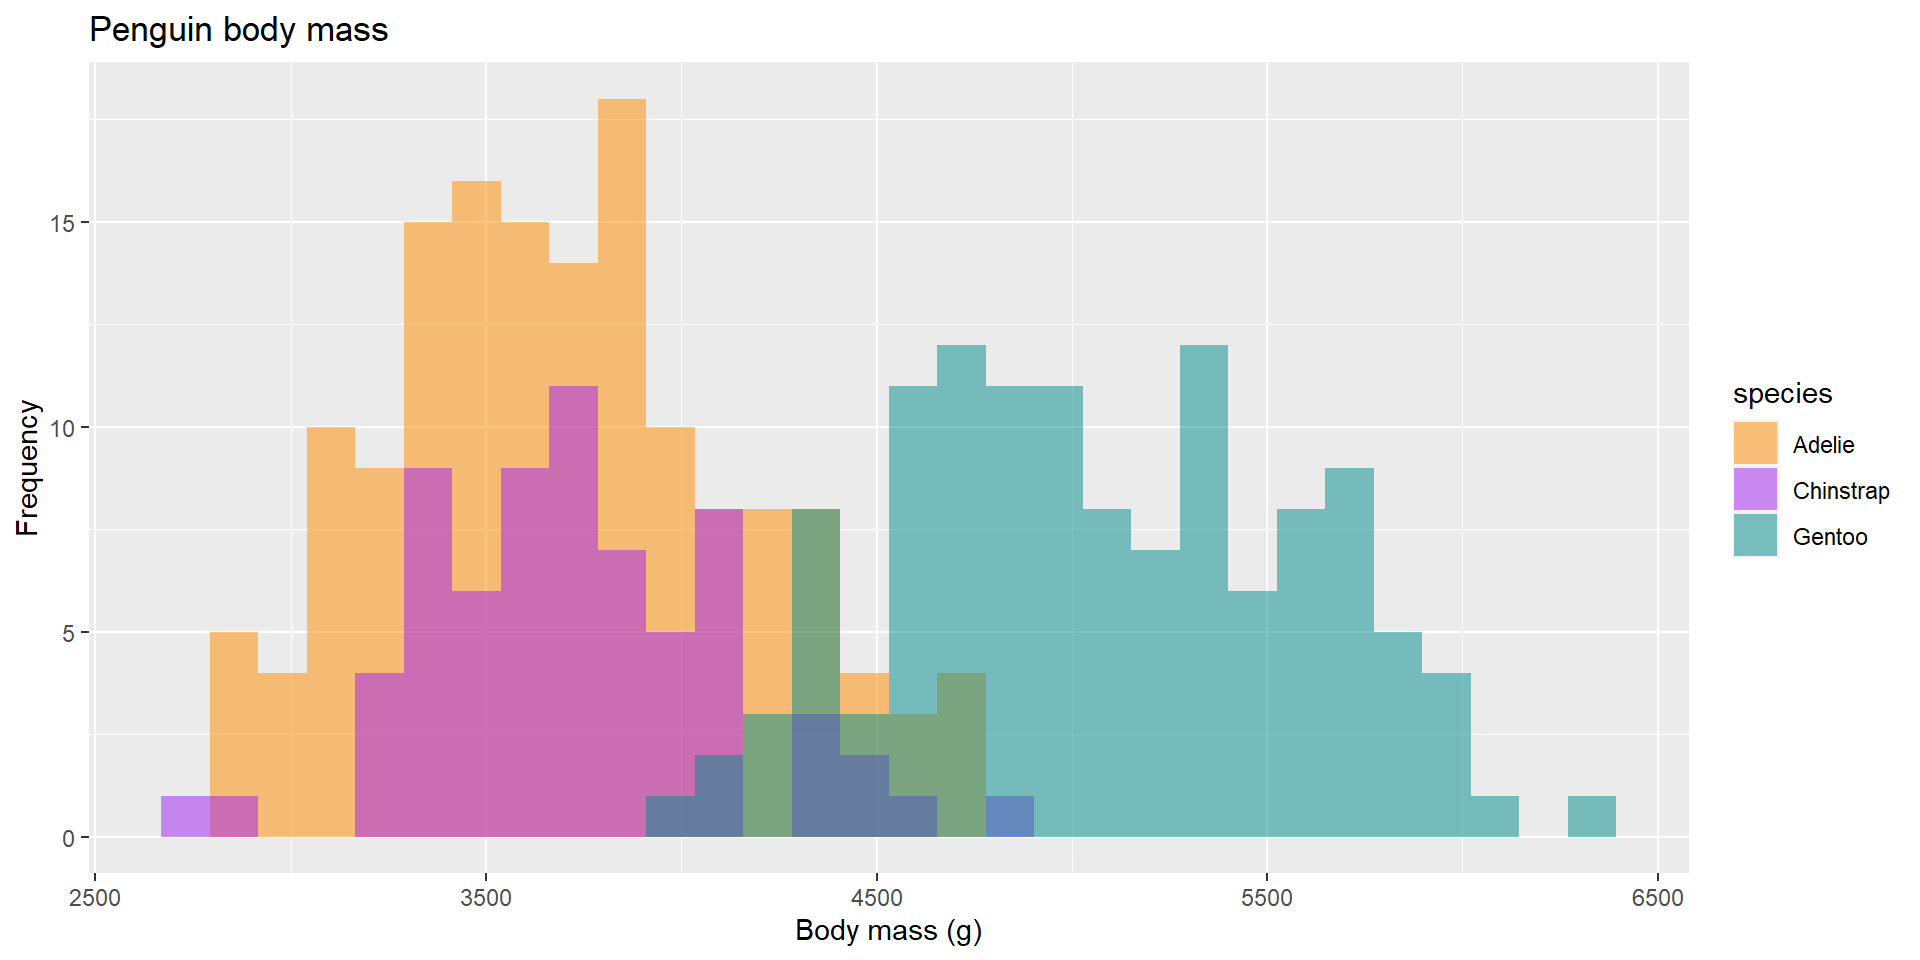 Penguin body mass
Frequency
15
10
5
0
2500 3500 4500 5500 6500
Body mass (g)
species
Adelie
Chinstrap
Gentoo